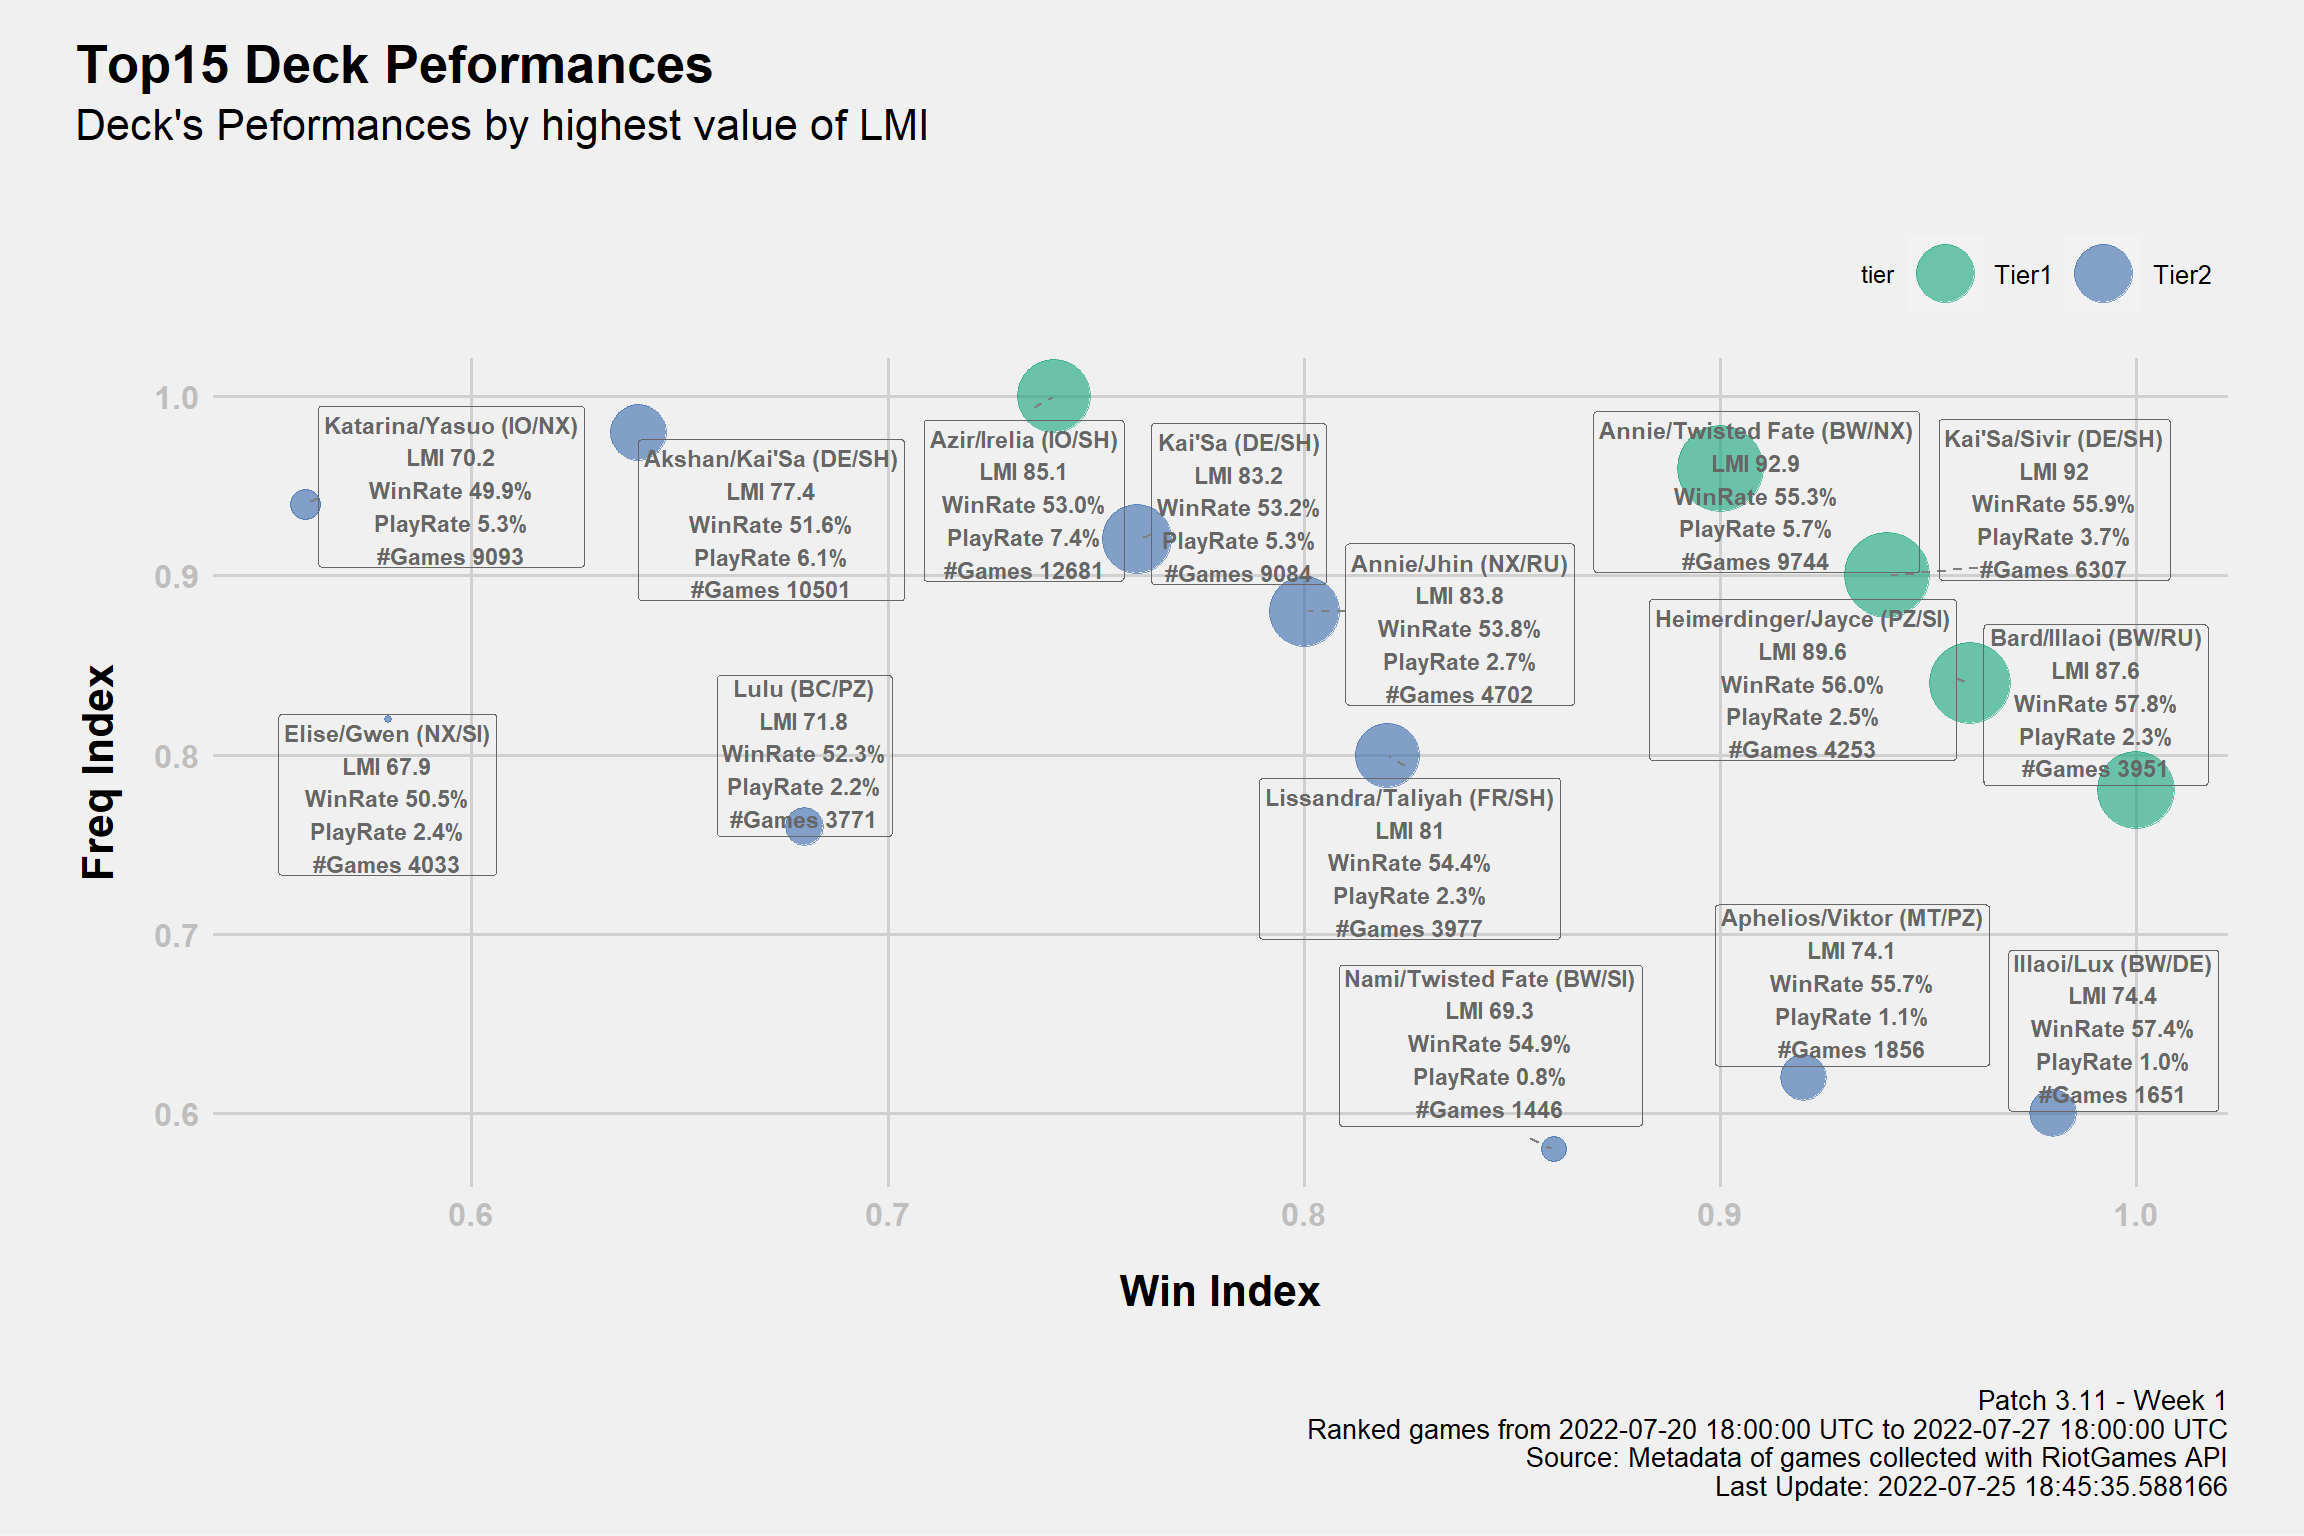 Top15 Deck Peformances
Deck's Peformances by highest value of LMI
tier
Tier1
Tier2
Freq Index
1.0
0.9
0.8
0.7
0.6
Katarina/Yasuo (IO/NX)
LMI 70.2
WinRate 49.9%
PlayRate 5.3%
#Games 9093
Akshan/Kai'Sa (DE/SH)
LMI 77.4
WinRate 51.6%
PlayRate 6.1%
#Games 10501
Azir/Irelia (IO/SH)
LMI 85.1
WinRate 53.0%
PlayRate 7.4%
#Games 12681
Kai'Sa (DE/SH)
LMI 83.2
WinRate 53.2%
PlayRate 5.3%
#Games 9084
Annie/Twisted Fate (BW/NX)
LMI 92.9
WinRate 55.3%
PlayRate 5.7%
#Games 9744
Kai'Sa/Sivir (DE/SH)
LMI 92
WinRate 55.9%
PlayRate 3.7%
#Games 6307
Annie/Jhin (NX/RU)
LMI 83.8
WinRate 53.8%
PlayRate 2.7%
#Games 4702
Heimerdinger/Jayce (PZ/SI)
LMI 89.6
WinRate 56.0%
PlayRate 2.5%
#Games 4253
Bard/Illaoi (BW/RU)
LMI 87.6
WinRate 57.8%
PlayRate 2.3%
#Games 3951
Elise/Gwen (NX/SI)
LMI 67.9
WinRate 50.5%
PlayRate 2.4%
#Games 4033
Lulu (BC/PZ)
LMI 71.8
WinRate 52.3%
PlayRate 2.2%
#Games 3771
Lissandra/Taliyah (FR/SH)
LMI 81
WinRate 54.4%
PlayRate 2.3%
#Games 3977
Nami/Twisted Fate (BW/SI)
LMI 69.3
WinRate 54.9%
PlayRate 0.8%
#Games 1446
Aphelios/Viktor (MT/PZ)
LMI 74.1
WinRate 55.7%
PlayRate 1.1%
#Games 1856
Illaoi/Lux (BW/DE)
LMI 74.4
WinRate 57.4%
PlayRate 1.0%
#Games 1651
0.6
0.7
0.8
0.9
1.0
Win Index
Patch 3.11 - Week 1
Ranked games from 2022-07-20 18:00:00 UTC to 2022-07-27 18:00:00 UTC
Source: Metadata of games collected with RiotGames API
Last Update: 2022-07-25 18:45:35.588166